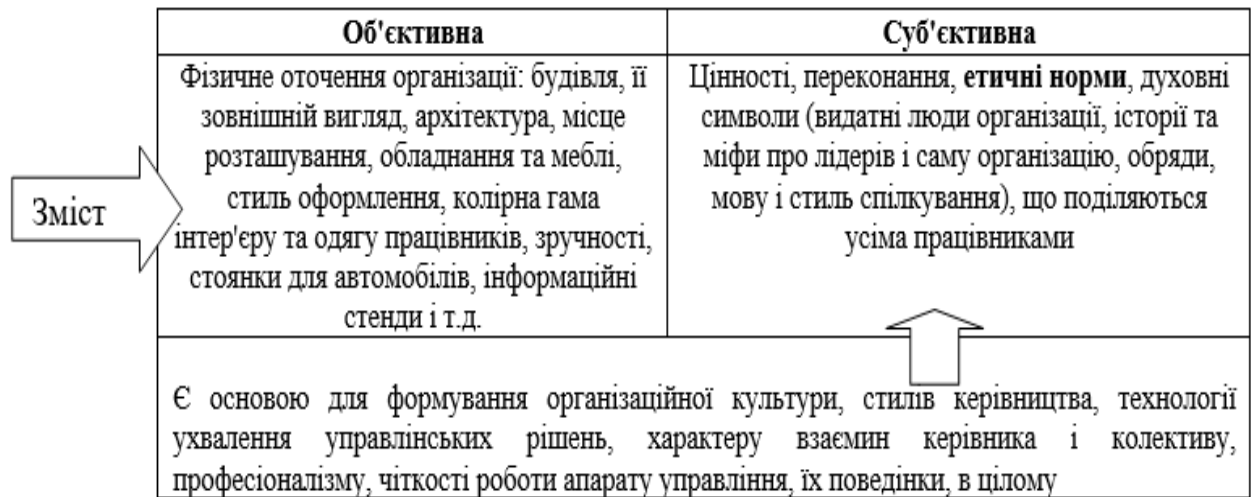 Об'єктивна
Суб'єктивна
Зміст
Фізичне оточення організації: будівля, її
зовнішній вигляд, архітектура, місце
розташування, обладнання та меблі,
стиль оформлення, колірна гама
інтер'єру та одягу працівників, зручності,
стоянки для автомобілів, інформаційні
стенди і т.д.
Цінності, переконання, етичні норми, духовні
символи (видатні люди організації, історії та
міфи про лідерів і саму організацію, обряди,
мову і стиль спілкування), що поділяються
усіма працівниками
Є основою для формування організаційної культури, стилів керівництва, технології
ухвалення управлінських рішень, характеру взаємин керівника і колективу,
професіоналізму, чіткості роботи апарату управління, їх поведінки, в цілому